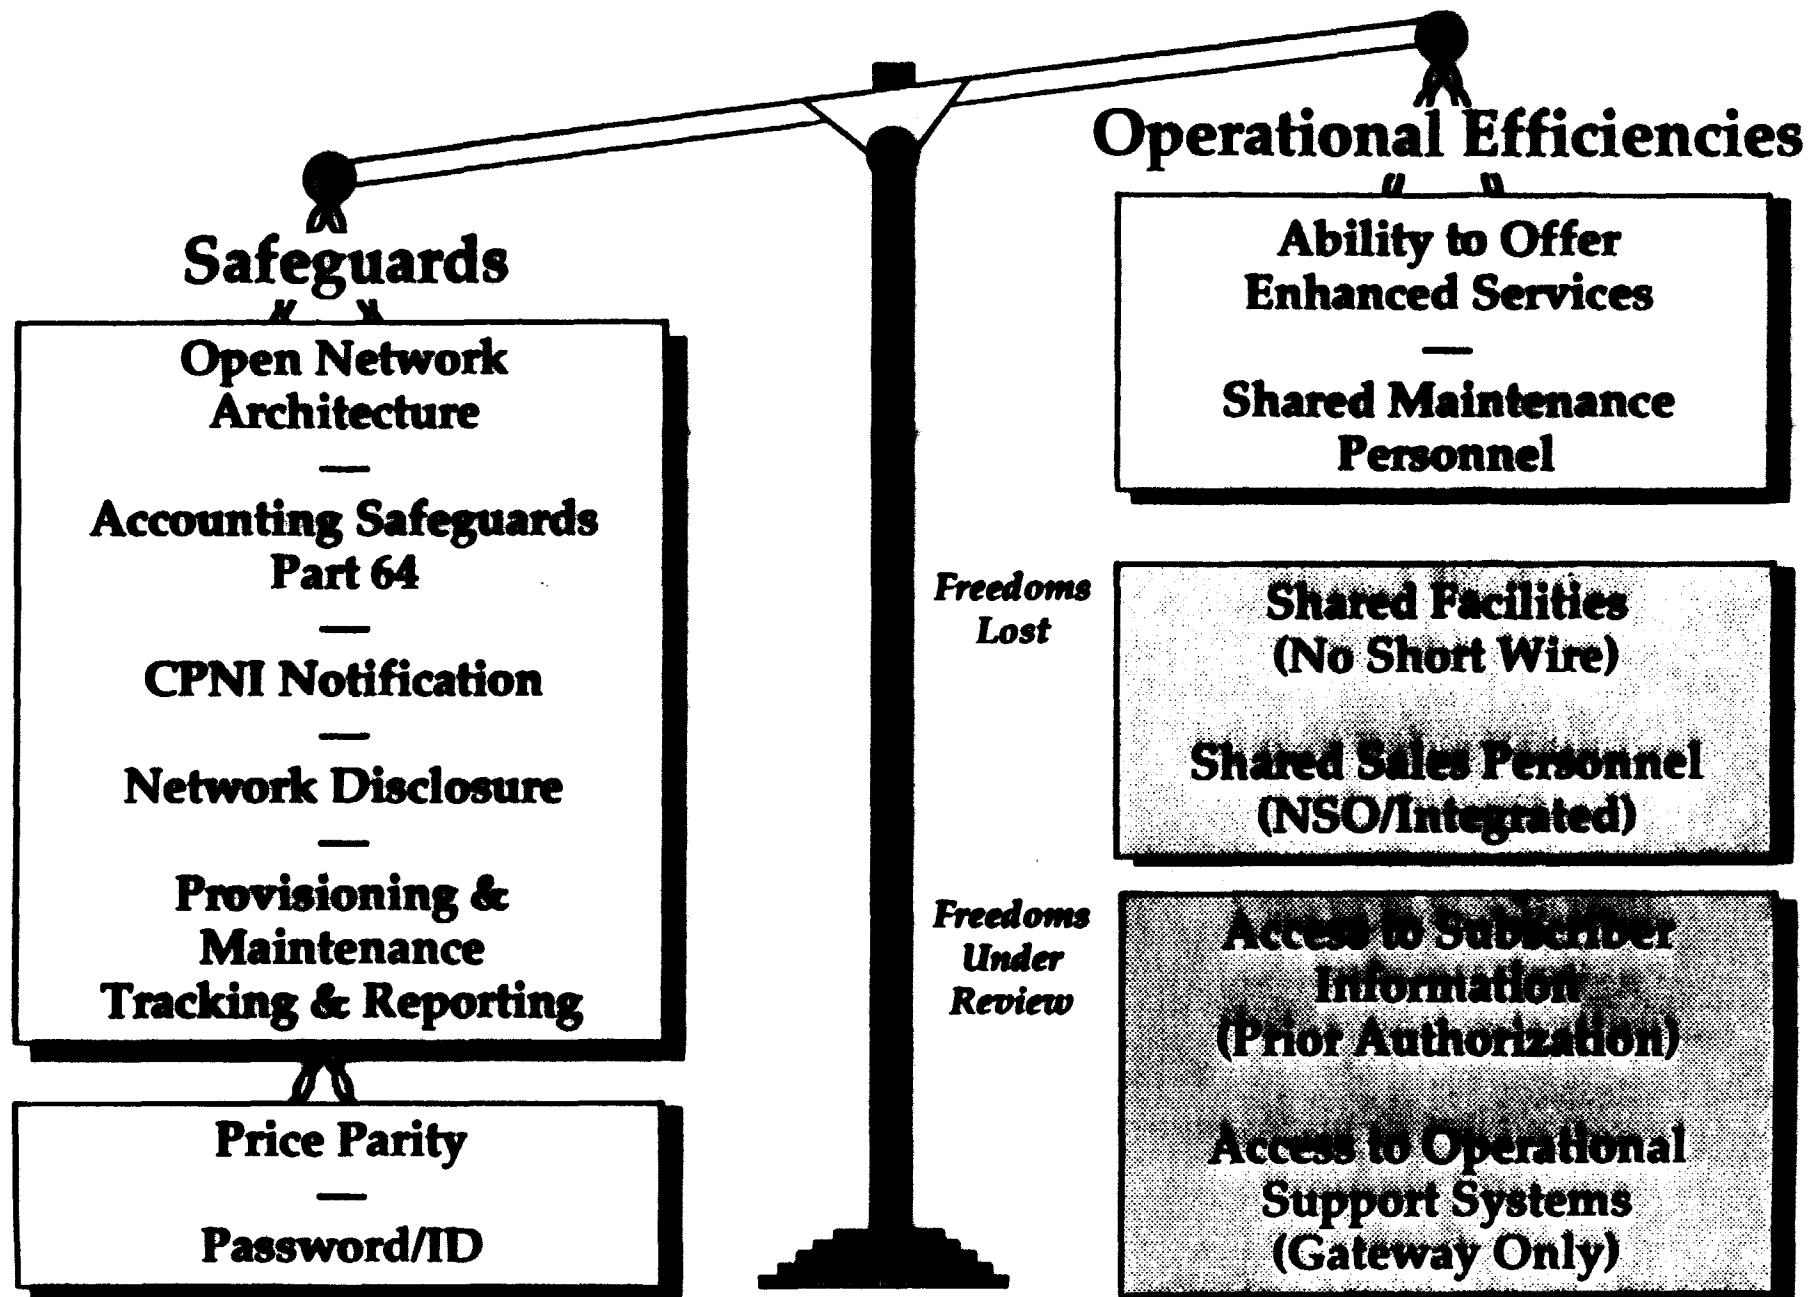 Operational Efficiencies
Safeguards
Open Network
Architecture
—
Accounting Safeguards
Part 64
—
CPNI Notification
—
Network Disclosure
—
Provisioning &
Maintenance
Tracking & Reporting
Price Parity
—
Password/ID
Ability to Offer
Enhanced Services
—
Shared Maintenance
Personnel
Freedoms
Lost
Shared Facilities
(No Short Wire)
Shared Sales Personnel
(NSO/Integrated)
Freedoms
Under
Review
Access to Subscriber
Information
(Prior Authorization)
Access to Operational
Support Systems
(Gateway Only)